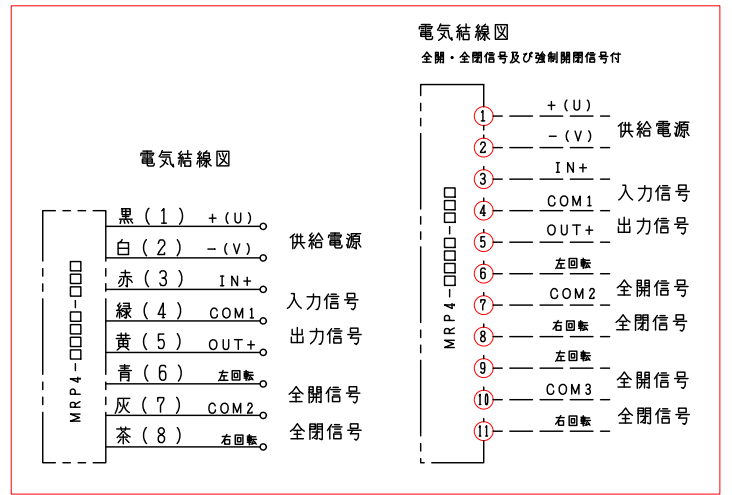 電気結線図
MRP4-□□□□-□□□
黒(1) +(U)
白(2) -(V)
供給電源
赤(3) IN+
緑(4) COM1
入力信号
黄(5) OUT+
出力信号
青(6) 左回転
灰(7) COM2
全開信号
茶(8) 右回転
全閉信号
電気結線図
全開・全閉信号及び強制開閉信号付
MRP4-□□□□-□□□
1 +(U)
2 -(V)
供給電源
3 IN+
4 COM1
入力信号
5 OUT+
出力信号
6 左回転
7 COM2
全開信号
8 右回転
全閉信号
9 左回転
10 COM3
全開信号
11 右回転
全閉信号